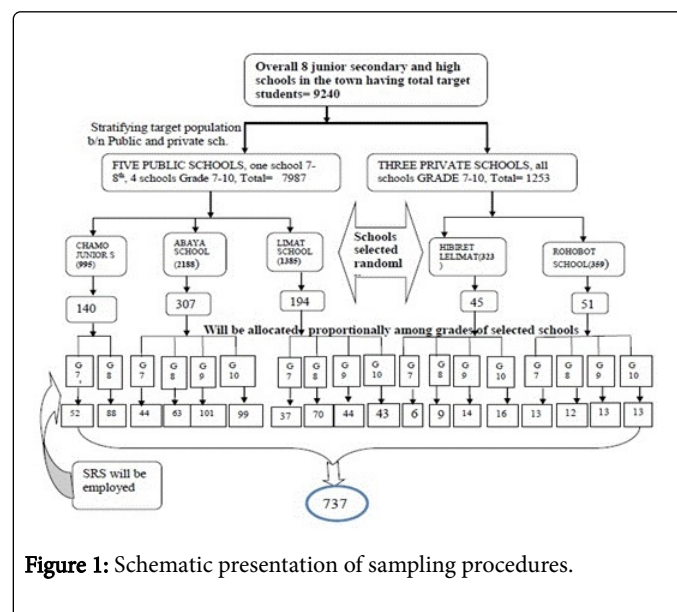 Overall 8 junior secondary and high
schools in the town having total target
students= 9240
Stratifying target population
b/n Public and private sch.
FIVE PUBLIC SCHOOLS, one school 7-
8th, 4 schools Grade 7-10, Total= 7987
THREE PRIVATE SCHOOLS, all
schools GRADE 7-10, Total= 1253
CHAMO
JUNIOR S
(995)
ABAYA
SCHOOL
(2188)
LIMAT
SCHOOL
(1385)
Schools
selected
randoml
HIBIRET
LELIMAT(323
)
ROHOBOT
SCHOOL(359)
140
307
194
45
51
Will be allocated proportionally among grades of selected schools
G 7, G 8 G 7 G 8 G 9 G 10 G 7 G 8 G 9 G 10 G 7 G 8 G 9 G 10 G 7 G 8 G 9 G 10
52 88 44 63 101 99 37 70 44 43 6 9 14 16 13 12 13 13
SRS will be
employed
737
Figure 1: Schematic presentation of sampling procedures.